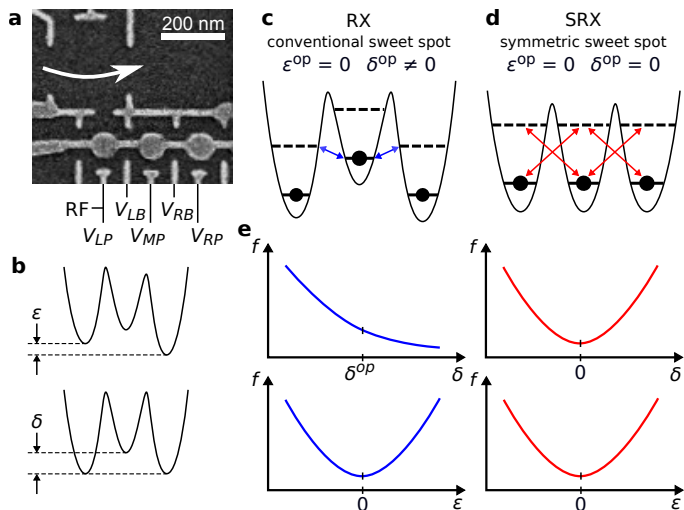 a
200 nm
RF
V_LB V_RB
V_LP V_MP V_RP
b
ε
δ
c
RX
conventional sweet spot
ε^op = 0 δ^op ≠ 0
d
SRX
symmetric sweet spot
ε^op = 0 δ^op = 0
e
f
δ^op
δ
f
0
δ
f
0
ε
f
0
ε